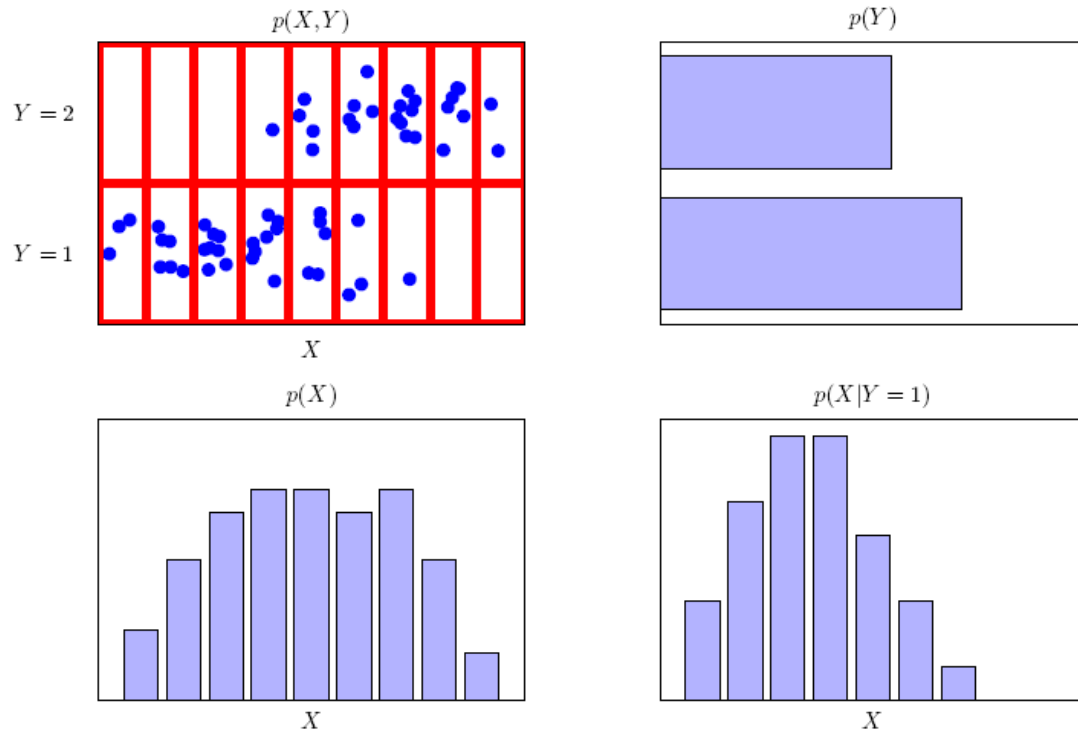 p(X, Y)
Y = 2
Y = 1
X
p(Y)
p(X)
X
p(X|Y = 1)
X